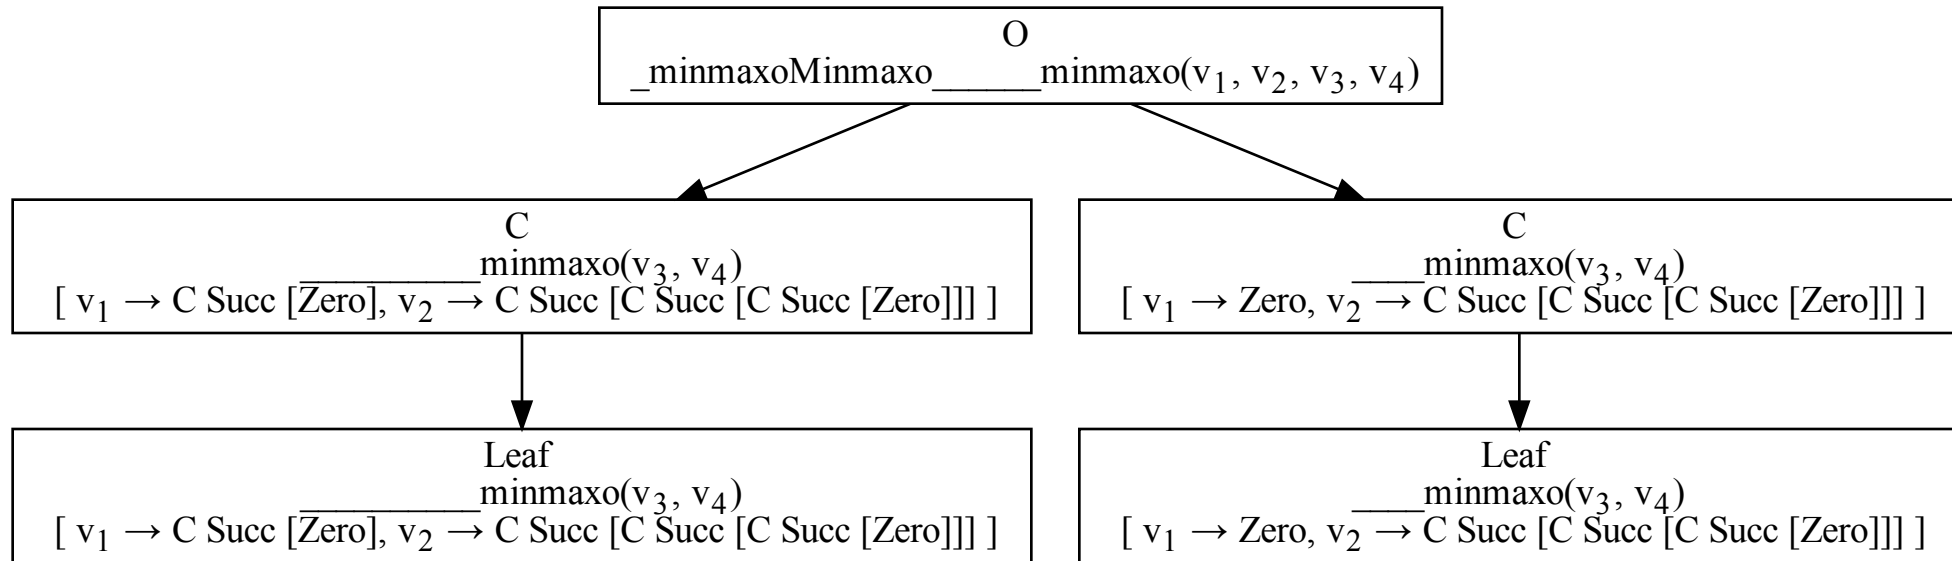 O
_minmaxoMinmaxo______minmaxo(v₁, v₂, v₃, v₄)
C
__________minmaxo(v₃, v₄)
[ v₁ → C Succ [Zero], v₂ → C Succ [C Succ [C Succ [Zero]]] ]
C
____minmaxo(v₃, v₄)
[ v₁ → Zero, v₂ → C Succ [C Succ [C Succ [Zero]]] ]
Leaf
__________minmaxo(v₃, v₄)
[ v₁ → C Succ [Zero], v₂ → C Succ [C Succ [C Succ [Zero]]] ]
Leaf
____minmaxo(v₃, v₄)
[ v₁ → Zero, v₂ → C Succ [C Succ [C Succ [Zero]]] ]